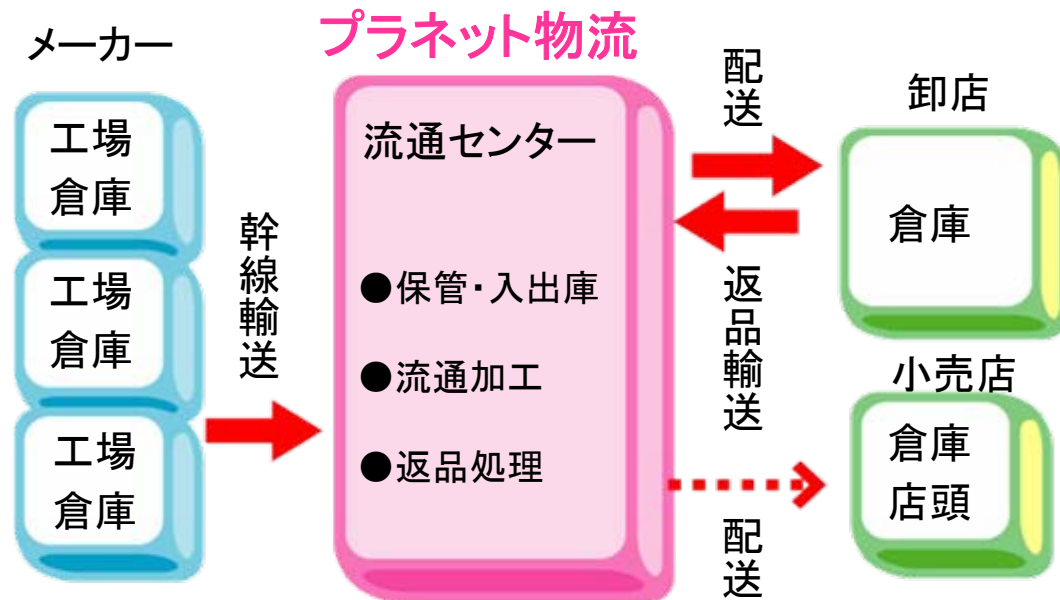 メーカー
工場
倉庫
工場
倉庫
工場
倉庫
幹線輸送
プラネット物流
流通センター
●保管・入出庫
●流通加工
●返品処理
配送
返品輸送
配送
卸店
倉庫
小売店
倉庫
店頭